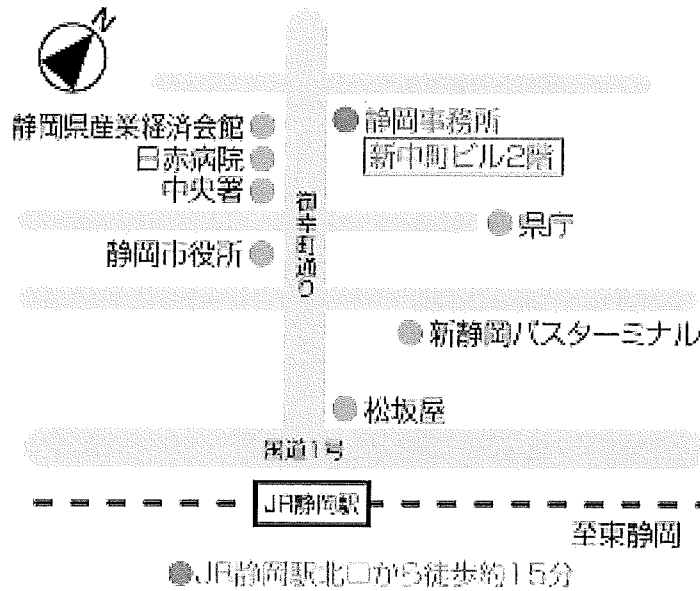 N
静岡県産業経済会館
日赤病院
中央署
静岡市役所
静岡事務所
新中町ビル2階
県庁
御幸町通り
新静岡バスターミナル
松坂屋
国道1号
JR静岡駅
至東静岡
●JR静岡駅北口から徒歩約15分